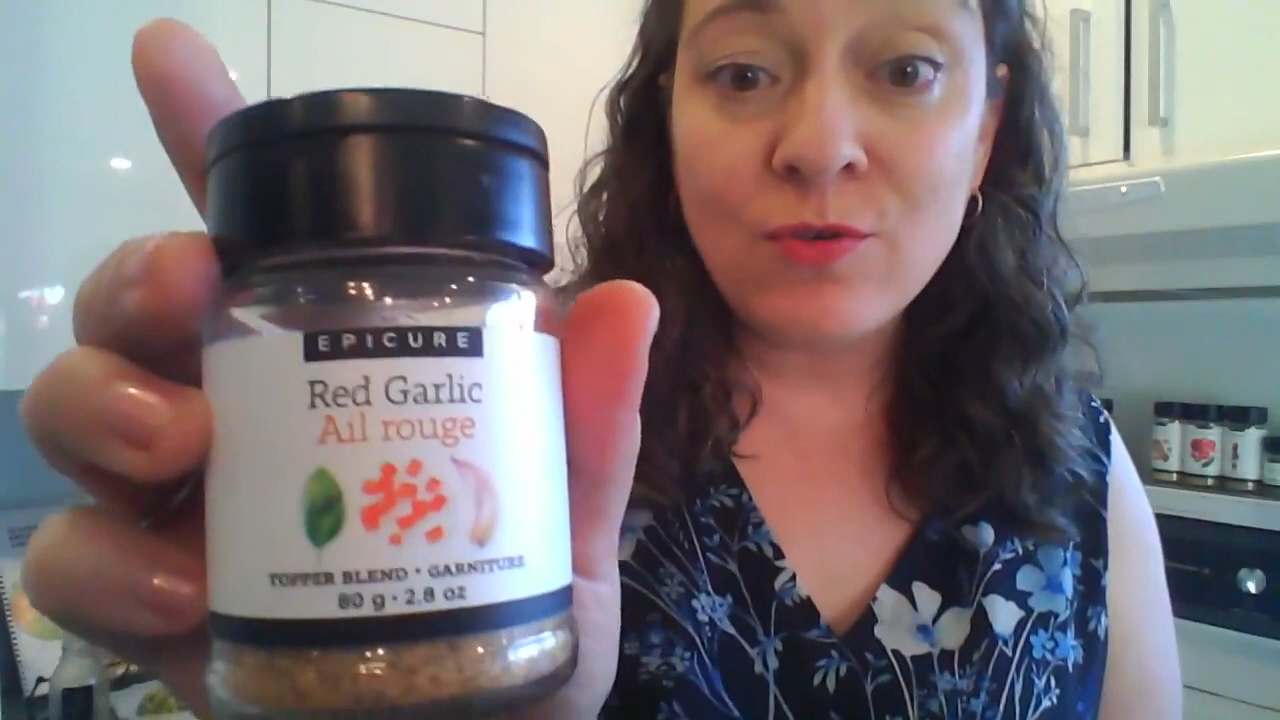 EPICURE
Red Garlic
Ail rouge
TOPPER BLEND • GARNITURE
80 g • 2.8 oz